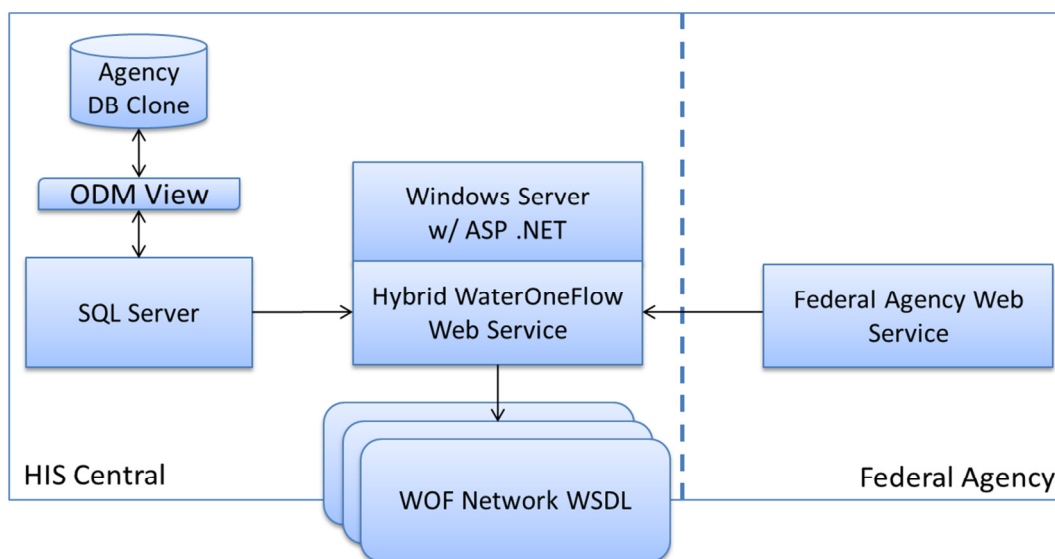 Agency
DB Clone
ODM View
SQL Server
Windows Server
w/ ASP .NET
Hybrid WaterOneFlow
Web Service
Federal Agency Web
Service
WOF Network WSDL
HIS Central
Federal Agency